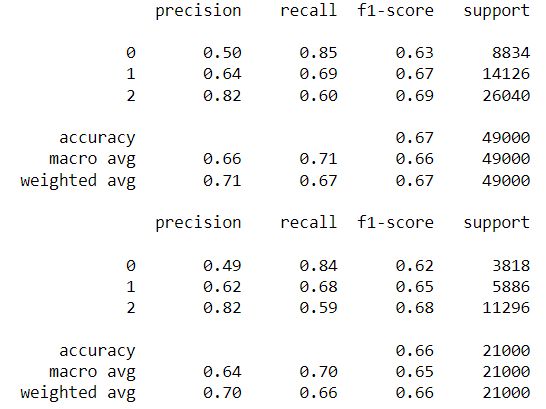 precision recall f1-score support
0 0.50 0.85 0.63 8834
1 0.64 0.69 0.67 14126
2 0.82 0.60 0.69 26040
accuracy 0.67 49000
macro avg 0.66 0.71 0.66 49000
weighted avg 0.71 0.67 0.67 49000
precision recall f1-score support
0 0.49 0.84 0.62 3818
1 0.62 0.68 0.65 5886
2 0.82 0.59 0.68 11296
accuracy 0.66 21000
macro avg 0.64 0.70 0.65 21000
weighted avg 0.70 0.66 0.66 21000